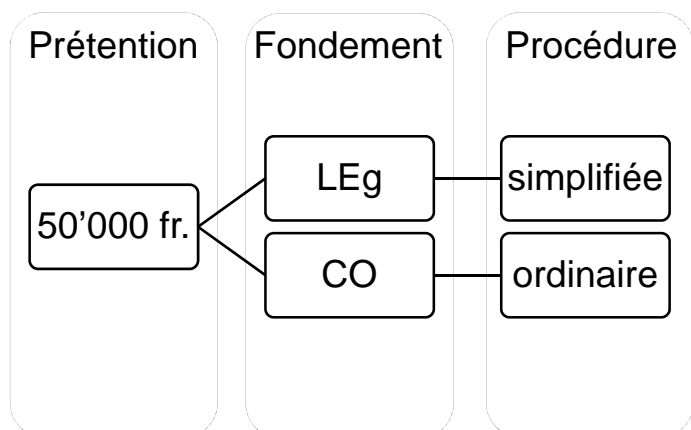 Prétention
Fondement
Procédure
50’000 fr.
LEg
simplifiée
CO
ordinaire